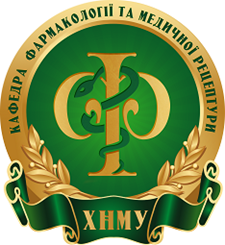 КАФЕДРА ФАРМАКОЛОГІЇ ТА МЕДИЧНОЇ РЕЦЕПТУРИ
Ф
ХНМУ